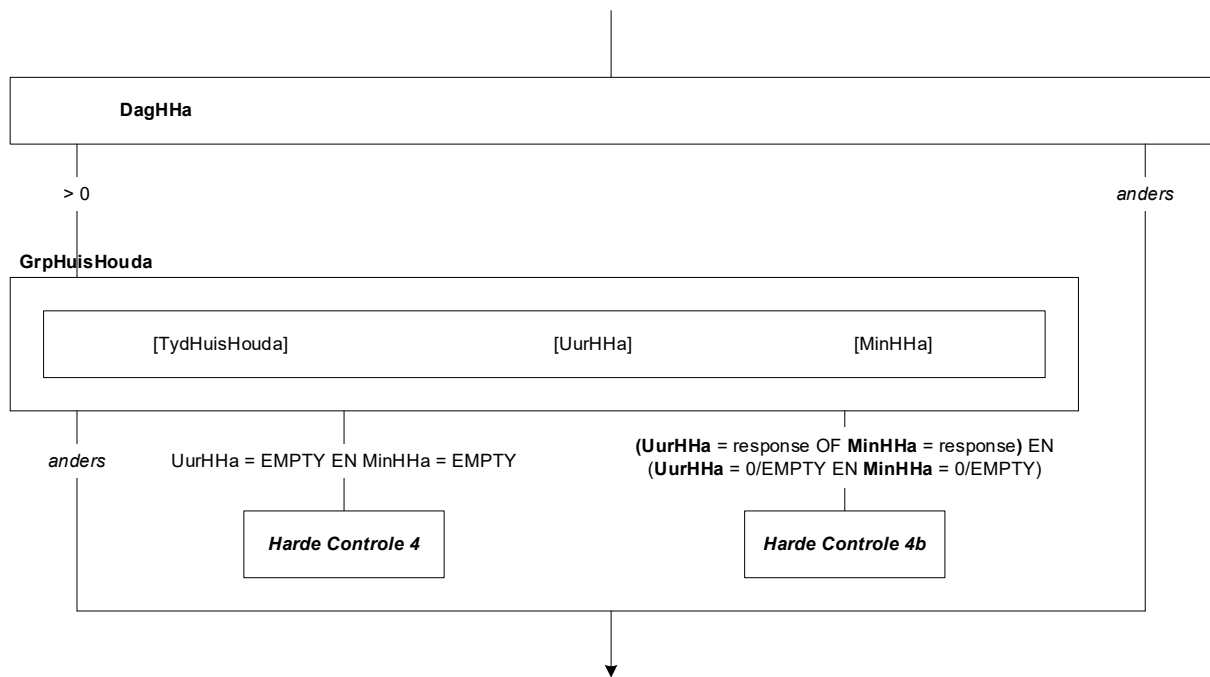 DagHHa
> 0
anders
GrpHuisHouda
[TydHuisHouda] [UurHHa] [MinHHa]
anders
UurHHa = EMPTY EN MinHHa = EMPTY
(UurHHa = response OF MinHHa = response) EN
(UurHHa = 0/EMPTY EN MinHHa = 0/EMPTY)
Harde Controle 4
Harde Controle 4b